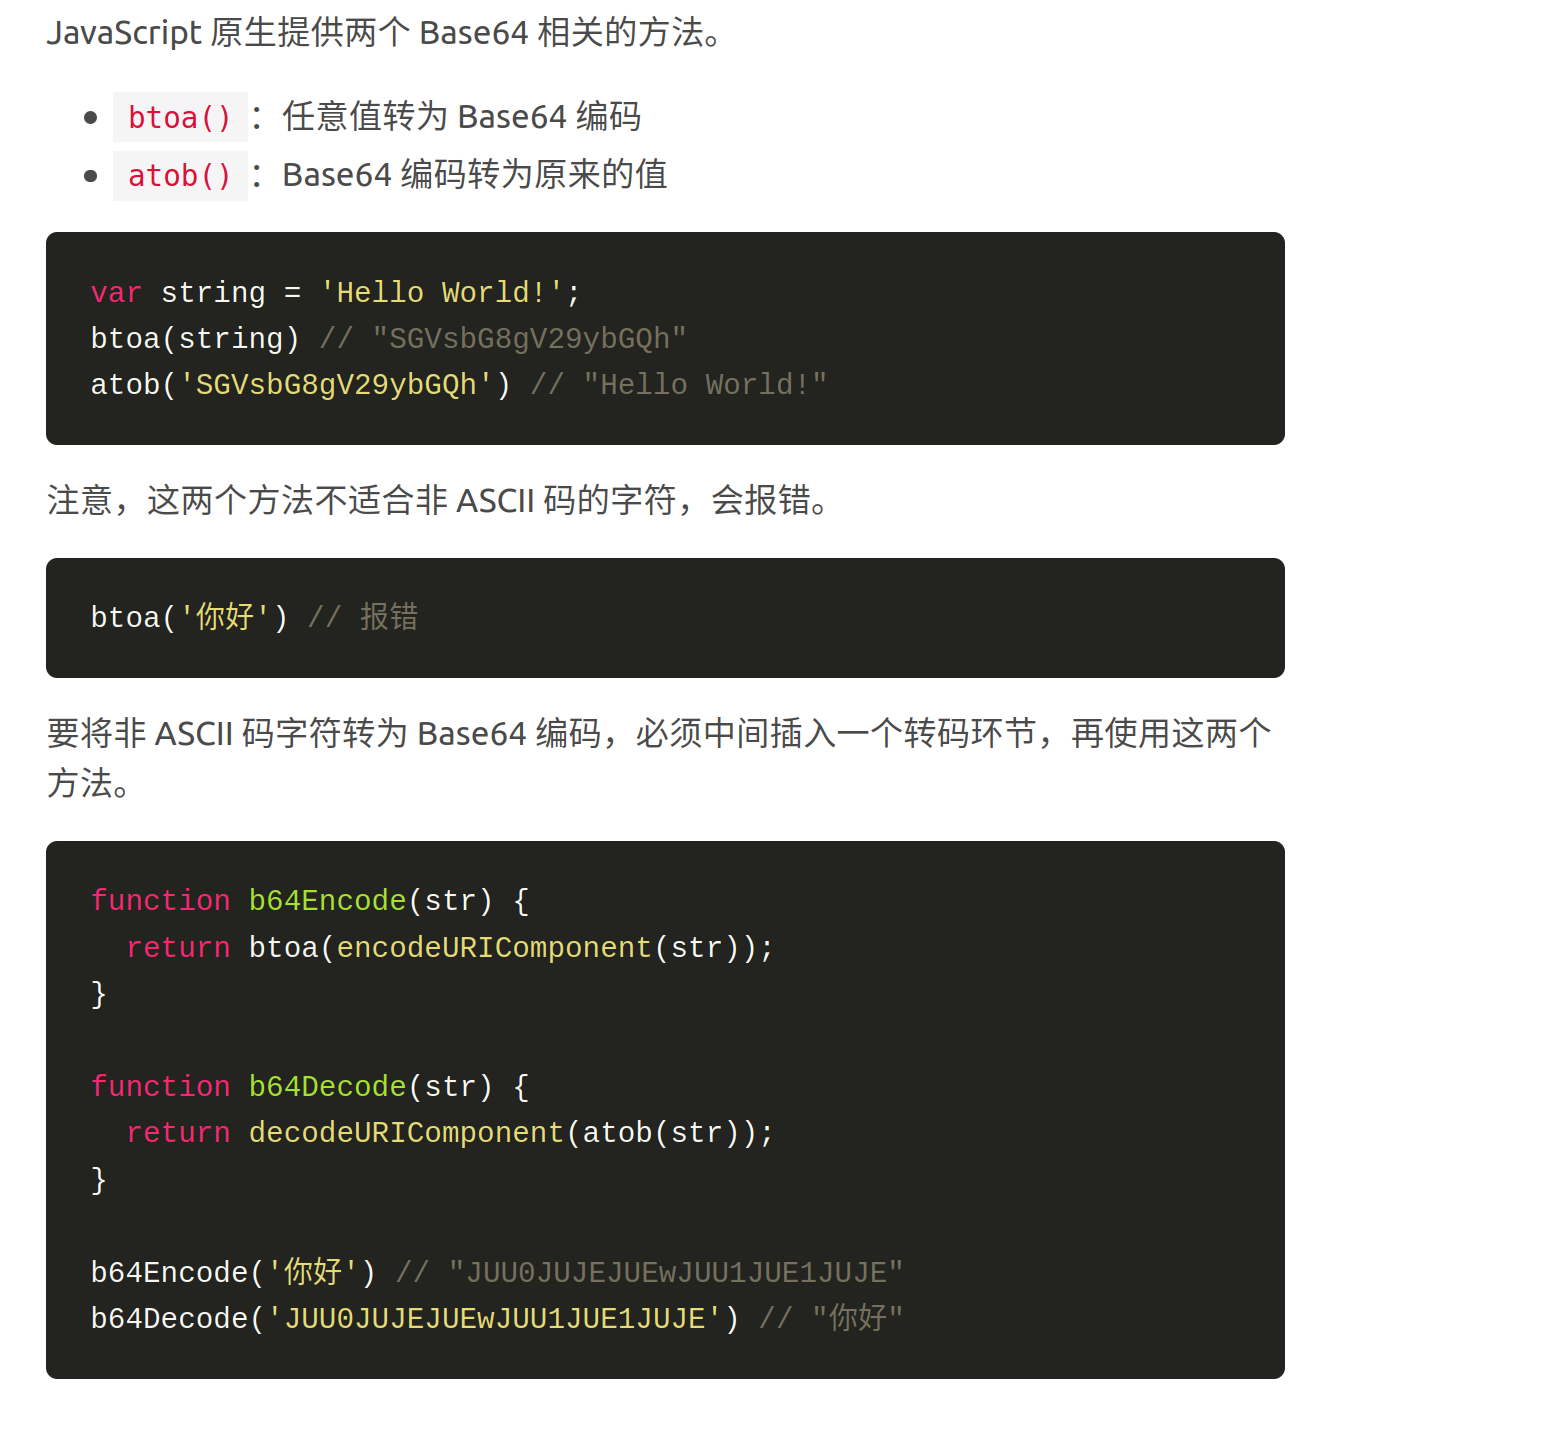 JavaScript 原生提供两个 Base64 相关的方法。
btoa()：任意值转为 Base64 编码
atob()：Base64 编码转为原来的值
var string = 'Hello World!';
btoa(string) // "SGVsbG8gV29ybGQh"
atob('SGVsbG8gV29ybGQh') // "Hello World!"
注意，这两个方法不适合非 ASCII 码的字符，会报错。
btoa('你好') // 报错
要将非 ASCII 码字符转为 Base64 编码，必须中间插入一个转码环节，再使用这两个
方法。
function b64Encode(str) {
  return btoa(encodeURIComponent(str));
}
function b64Decode(str) {
  return decodeURIComponent(atob(str));
}
b64Encode('你好') // "JUU0JUJEJUEwJUU1JUE1JUJE"
b64Decode('JUU0JUJEJUEwJUU1JUE1JUJE') // "你好"